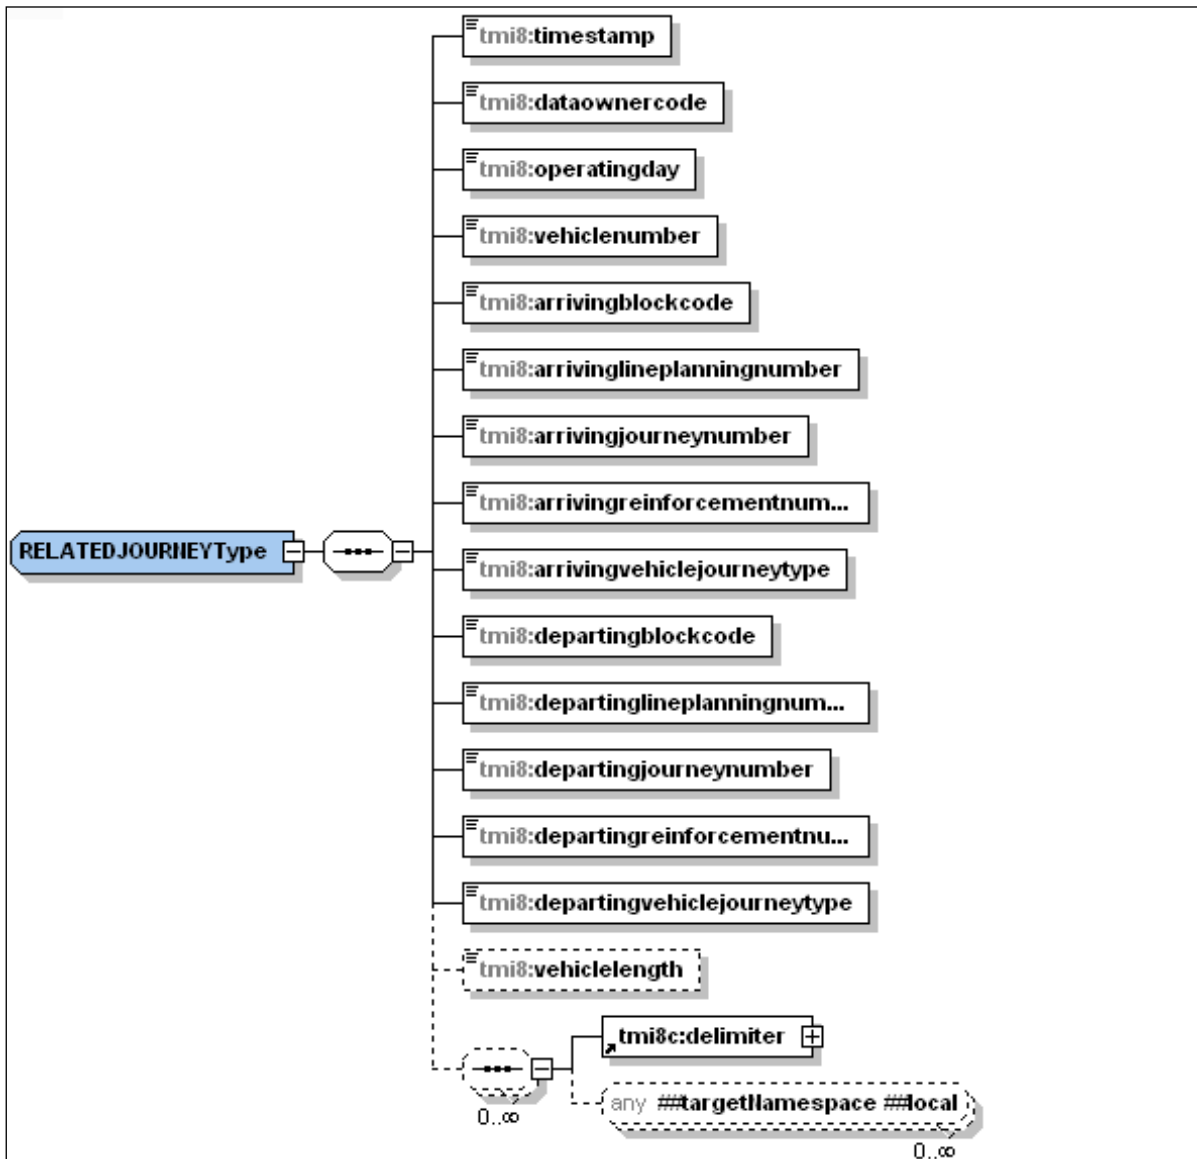 tmi8:timestamp
tmi8:dataownercode
tmi8:operatingday
tmi8:vehiclenumber
tmi8:arrivingblockcode
tmi8:arrivinglineplanningnumber
tmi8:arrivingjourneynumber
tmi8:arrivingreinforcementnum...
RELATEDJOURNEYType
tmi8:arrivingvehiclejourneytype
tmi8:departingblockcode
tmi8:departinglineplanningnum...
tmi8:departingjourneynumber
tmi8:departingreinforcementnu...
tmi8:departingvehiclejourneytype
tmi8:vehiclelength
tmi8c:delimiter
0..∞
any ##targetNamespace ##local
0..∞